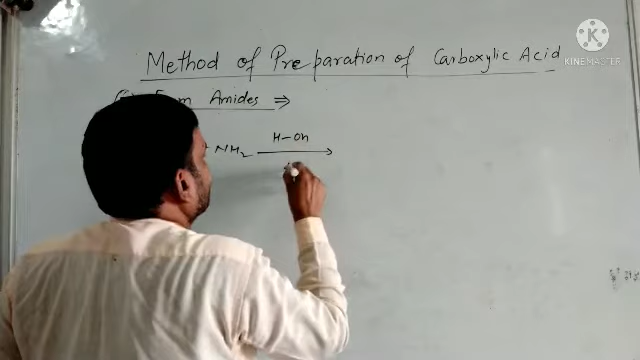 Method of Preparation of Carboxylic Acid
Amides ⇒
NH2 H-OH
K
KINEMASTER